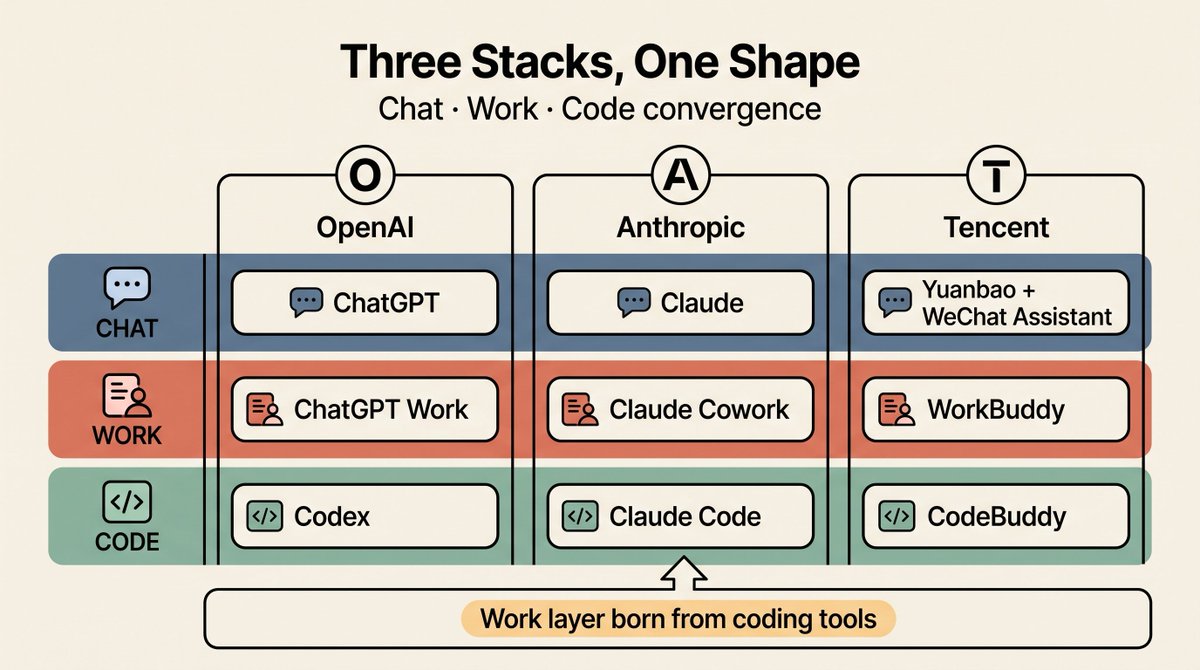 Three Stacks, One Shape
Chat · Work · Code convergence
O
A
T
OpenAI
Anthropic
Tencent
CHAT
ChatGPT
Claude
Yuanbao +
WeChat Assistant
WORK
ChatGPT Work
Claude Cowork
WorkBuddy
</>
CODE
</> Codex
</> Claude Code
</> CodeBuddy
Work layer born from coding tools